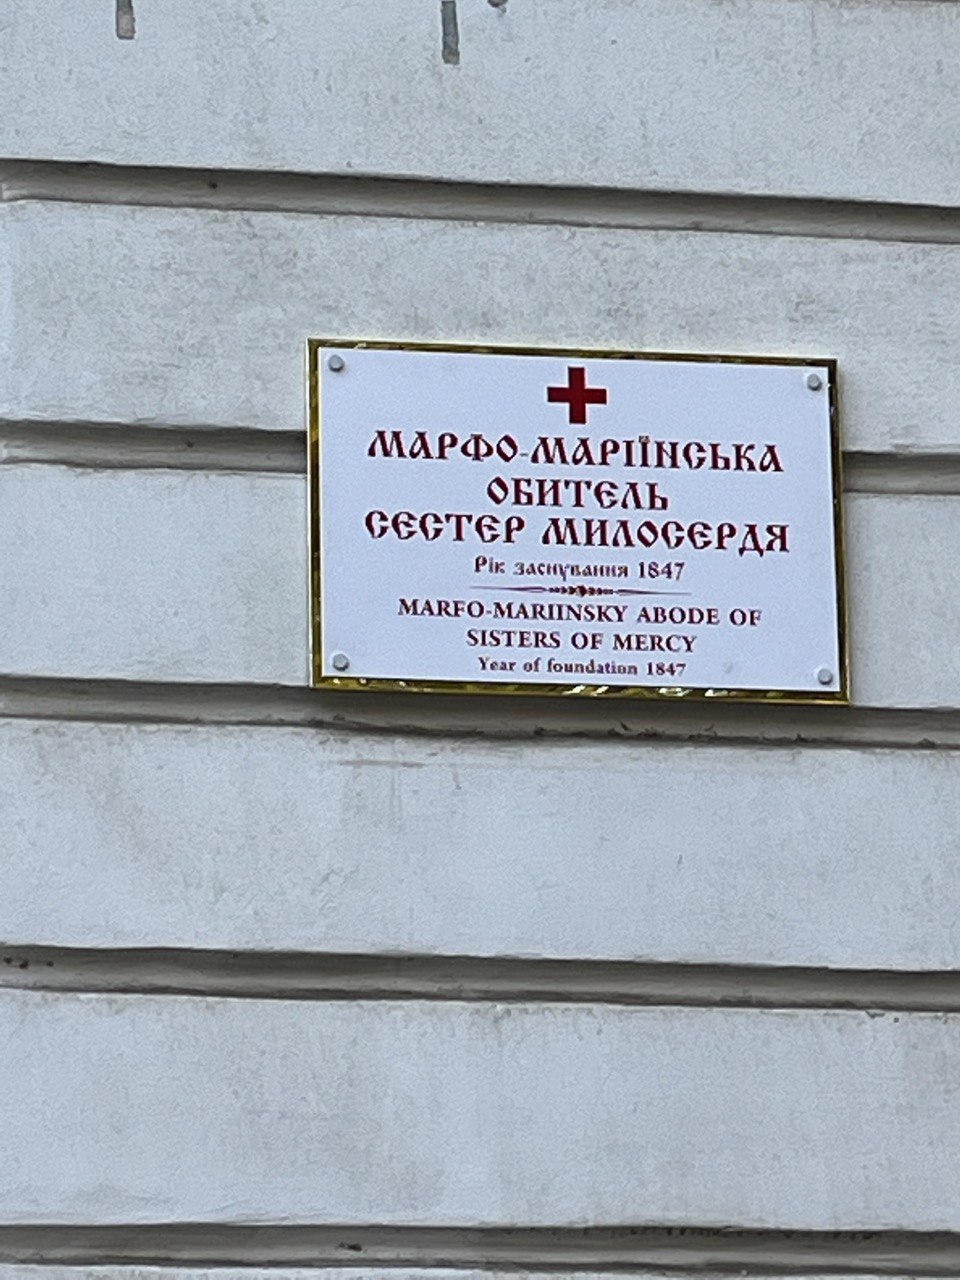 МАРФО-МАРІЇНСЬКА
ОБИТЕЛЬ
СЕСТЕР МИЛОСЕРДЯ
Рік заснування 1847
MARFO-MARIINSKY ABODE OF
SISTERS OF MERCY
Year of foundation 1847